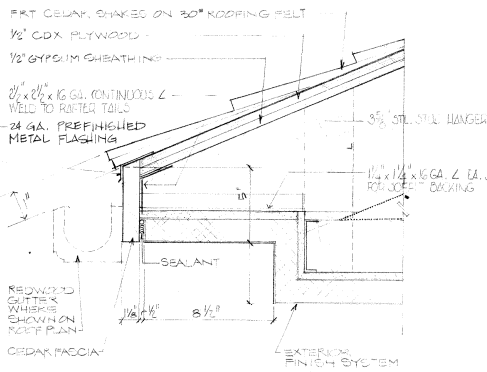 FRT CEDAR SHAKES ON 30# ROOFING FELT
1/2" CDX PLYWOOD
1/2" GYPSUM SHEATHING
2 1/2 x 2 1/2 x 16 GA. CONTINUOUS ∠
WELD TO RAFTER TAILS
24 GA. PREFINISHED
METAL FLASHING
3 5/8" STL. STUD HANGER
1 1/4" x 1 1/4" x 16 GA. ∠ EA.
FOR SOFFIT BACKING
1"
5"
SEALANT
REDWOOD
GUTTER
WHERE
SHOWN ON
ROOF PLAN
1 1/8" 1/2" 8 1/2"
CEDAR FASCIA
EXTERIOR
FINISH SYSTEM